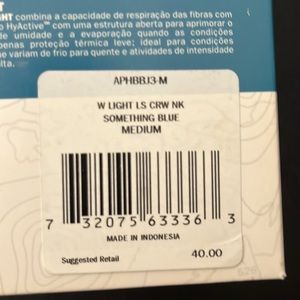 combina a capacidade de respiração das fibras com
HyActive™ com uma estrutura aberta para aprimorar o
de umidade e a evaporação quando as condições
apenas proteção térmica leve; ideal para condições
e variam de frio para quente e atividades de intensidade
alta.
APHBBJ3-M
W LIGHT LS CRW NK
SOMETHING BLUE
MEDIUM
7 32075 63336 3
MADE IN INDONESIA
Suggested Retail 40.00